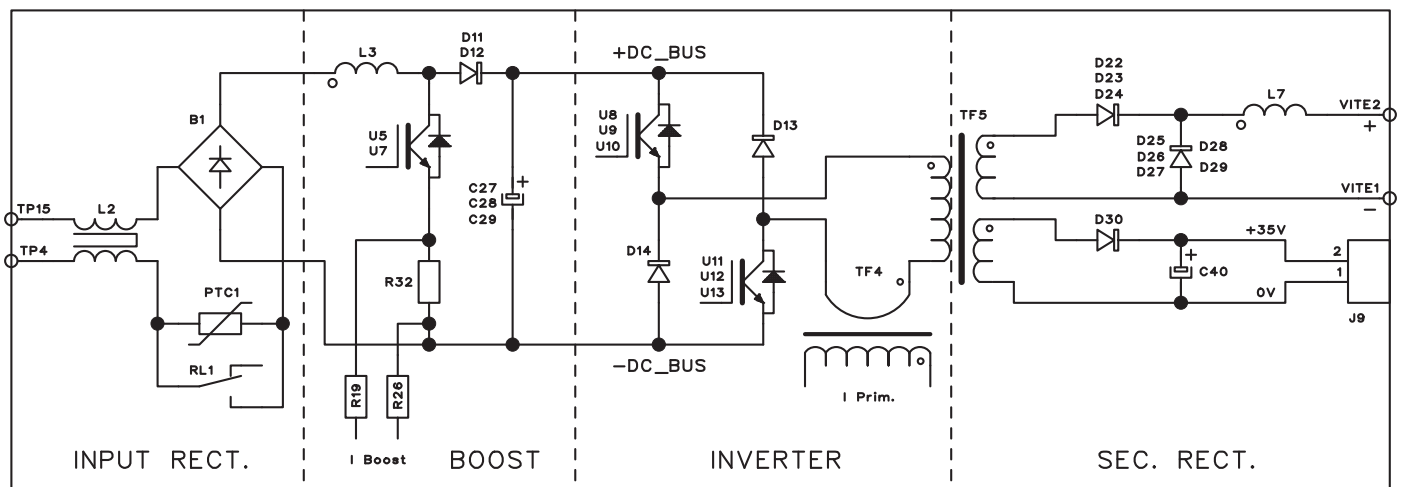 TP15
TP4
L2
B1
PTC1
RL1
INPUT RECT.
L3
D11
D12
U5
U7
C27
C28
C29
+
R32
R19
R26
I Boost
BOOST
+DC_BUS
U8
U9
U10
D13
D14
U11
U12
U13
-DC_BUS
TF4
I Prim.
INVERTER
TF5
D22
D23
D24
D25
D26
D27
D28
D29
L7
VITE2
+
VITE1
-
D30
+35V
+
C40
0V
2
1
J9
SEC. RECT.